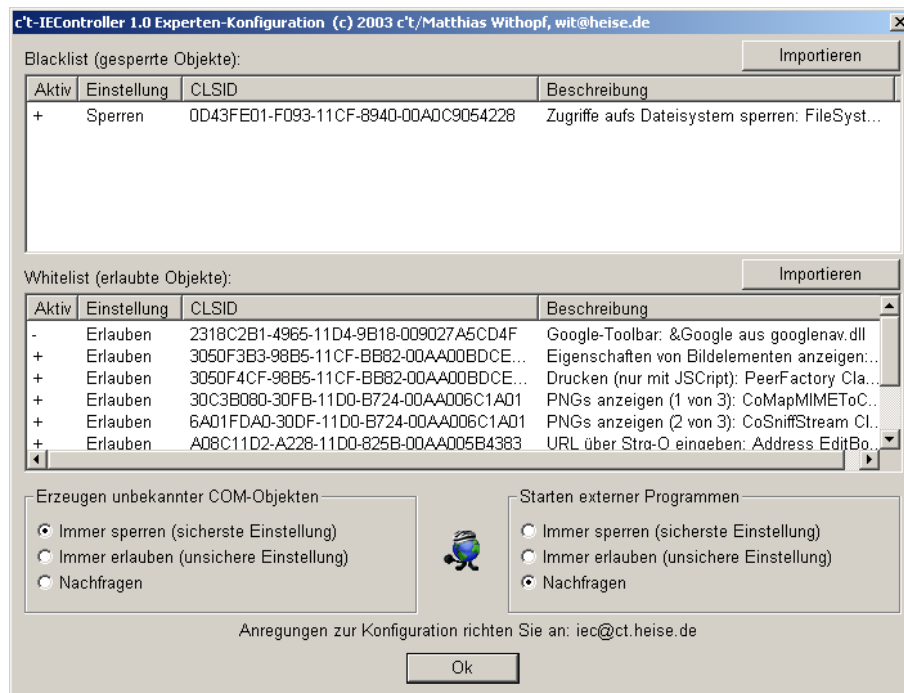 c't-IEController 1.0 Experten-Konfiguration (c) 2003 c't/Matthias Withopf, wit@heise.de
Blacklist (gesperrte Objekte):
Importieren
Aktiv Einstellung CLSID Beschreibung
+ Sperren 0D43FE01-F093-11CF-8940-00A0C9054228 Zugriffe aufs Dateisystem sperren: FileSyst...
Whitelist (erlaubte Objekte):
Importieren
Aktiv Einstellung CLSID Beschreibung
- Erlauben 2318C2B1-4965-11D4-9B18-009027A5CD4F Google-Toolbar: &Google aus googlenav.dll
+ Erlauben 3050F3B3-98B5-11CF-BB82-00AA00BDCE... Eigenschaften von Bildelementen anzeigen:...
+ Erlauben 3050F4CF-98B5-11CF-BB82-00AA00BDCE... Drucken (nur mit JSCript): PeerFactory Cla...
+ Erlauben 30C3B080-30FB-11D0-B724-00AA006C1A01 PNGs anzeigen (1 von 3): CoMapMIMEToC...
+ Erlauben 6A01FDA0-30DF-11D0-B724-00AA006C1A01 PNGs anzeigen (2 von 3): CoSniffStream Cl...
+ Erlauben A08C11D2-A228-11D0-825B-00AA005B4383 URL über Strg-O eingeben: Address EditBo...
Erzeugen unbekannter COM-Objekten
Immer sperren (sicherste Einstellung)
Immer erlauben (unsichere Einstellung)
Nachfragen
Starten externer Programmen
Immer sperren (sicherste Einstellung)
Immer erlauben (unsichere Einstellung)
Nachfragen
Anregungen zur Konfiguration richten Sie an: iec@ct.heise.de
Ok